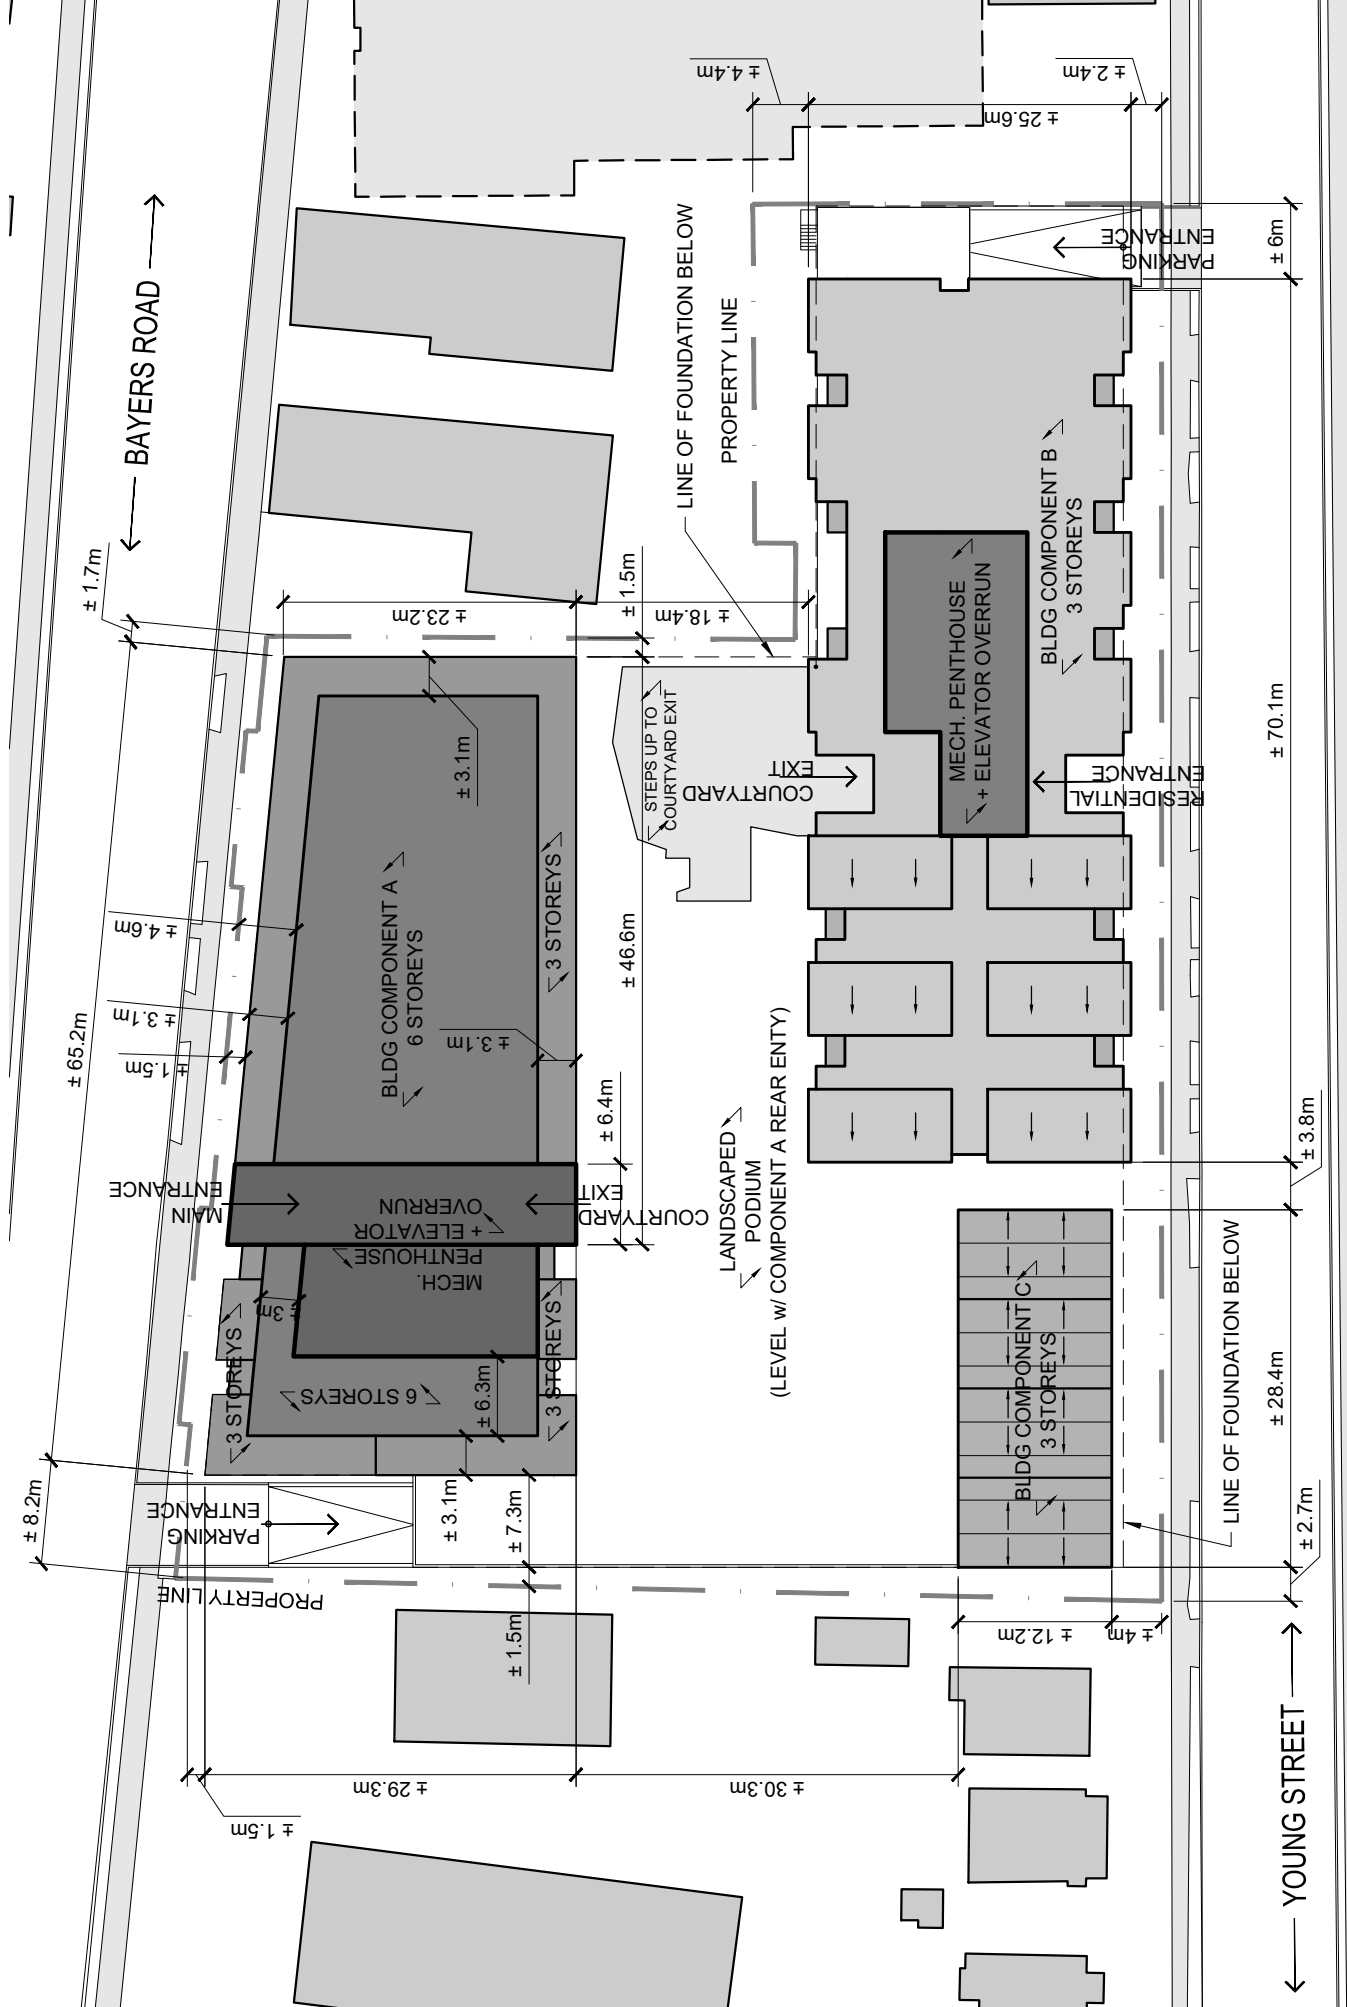 ± 4.4m
± 2.4m
± 25.6m
BAYERS ROAD
LINE OF FOUNDATION BELOW
PROPERTY LINE
PARKING
ENTRANCE
± 6m
± 1.7m
± 23.2m
± 1.5m
± 18.4m
BLDG COMPONENT B
3 STOREYS
MECH. PENTHOUSE
+ ELEVATOR OVERRUN
± 3.1m
STEPS UP TO
COURTYARD EXIT
COURTYARD
EXIT
RESIDENTIAL
ENTRANCE
± 70.1m
± 4.6m
± 3.1m
± 1.5m
± 65.2m
BLDG COMPONENT A
6 STOREYS
3 STOREYS
± 3.1m
± 46.6m
± 6.4m
LANDSCAPED
PODIUM
(LEVEL w/ COMPONENT A REAR ENTY)
± 3.8m
MAIN
ENTRANCE
COURTYARD
EXIT
MECH.
PENTHOUSE
+ ELEVATOR
OVERRUN
± 3m
3 STOREYS
6 STOREYS
± 6.3m
3 STOREYS
BLDG COMPONENT C
3 STOREYS
± 28.4m
LINE OF FOUNDATION BELOW
± 8.2m
PARKING
ENTRANCE
± 3.1m
± 7.3m
± 2.7m
PROPERTY LINE
± 1.5m
± 12.2m
± 4m
± 29.3m
± 30.3m
± 1.5m
YOUNG STREET